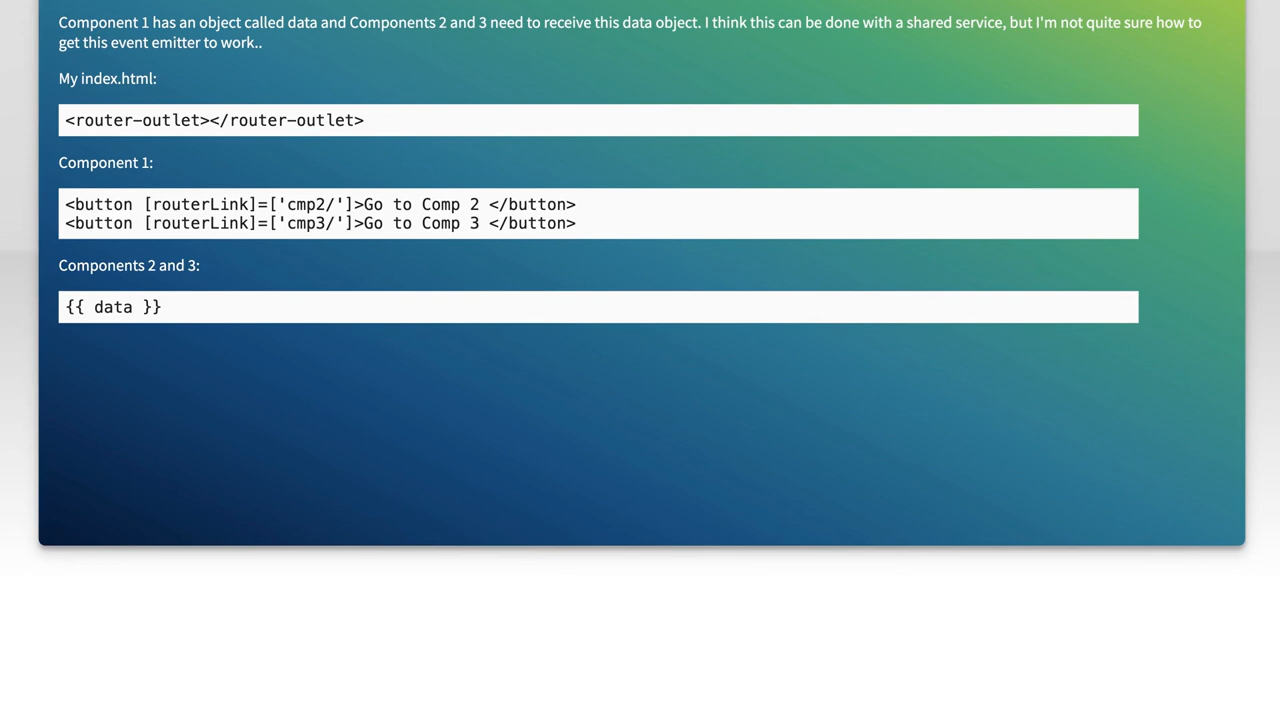 Component 1 has an object called data and Components 2 and 3 need to receive this data object. I think this can be done with a shared service, but I'm not quite sure how to
get this event emitter to work..
My index.html:
<router-outlet></router-outlet>
Component 1:
<button [routerLink]=['cmp2/']>Go to Comp 2 </button>
<button [routerLink]=['cmp3/']>Go to Comp 3 </button>
Components 2 and 3:
{{ data }}